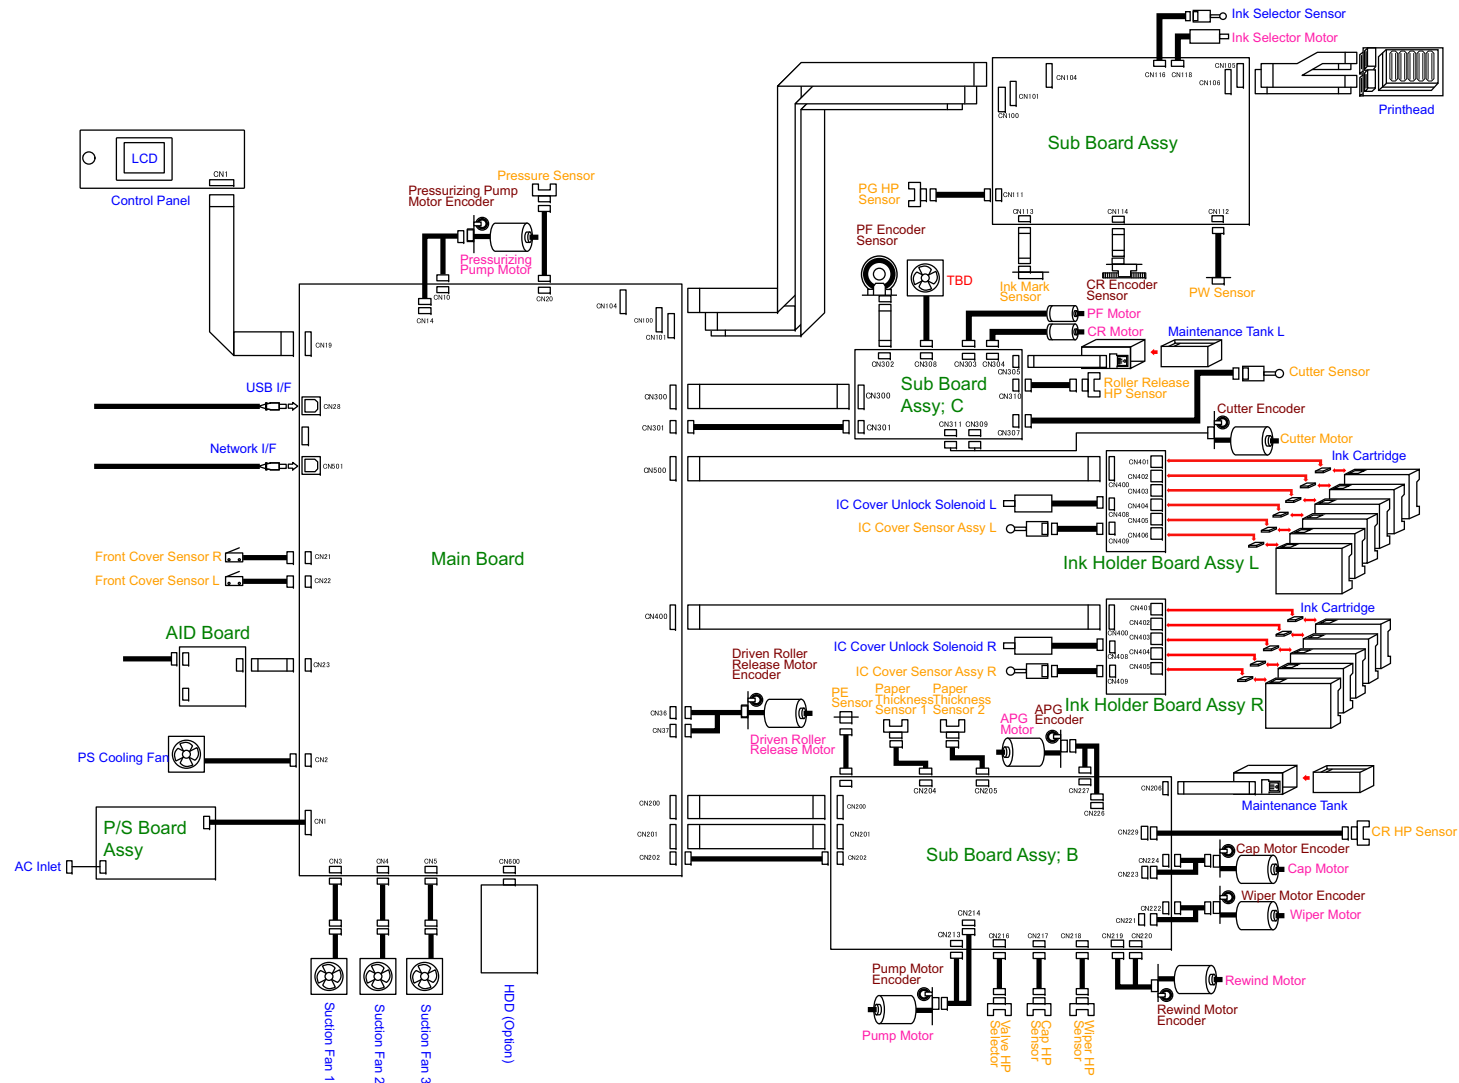 Ink Selector Sensor
Ink Selector Motor
CN116
CN118
CN105
CN106
CN104
CN101
CN100
Printhead
Sub Board Assy
LCD
CN1
Control Panel
Pressure Sensor
Pressurizing Pump
Motor Encoder
Pressurizing
Pump Motor
CN10
CN14
CN20
PG HP
Sensor
CN111
CN113
CN114
CN112
PF Encoder
Sensor
TBD
Ink Mark
Sensor
CR Encoder
Sensor
PW Sensor
CN104
CN100
CN101
CN19
PF Motor
CR Motor
Maintenance Tank L
CN302
CN308
CN303
CN304
CN305
Sub Board
Assy; C
CN310
Roller Release
HP Sensor
Cutter Sensor
USB I/F
CN28
CN300
CN300
CN301
CN301
CN311
CN309
CN307
Cutter Encoder
Cutter Motor
Network I/F
CN501
CN500
CN401
CN402
CN403
CN404
CN405
CN406
CN400
CN408
CN409
Ink Cartridge
IC Cover Unlock Solenoid L
IC Cover Sensor Assy L
Ink Holder Board Assy L
Main Board
Front Cover Sensor R
CN21
Front Cover Sensor L
CN22
AID Board
CN23
CN400
CN401
CN402
CN403
CN404
CN405
CN400
CN408
CN409
Ink Cartridge
IC Cover Unlock Solenoid R
IC Cover Sensor Assy R
Ink Holder Board Assy R
Driven Roller
Release Motor
Encoder
CN36
CN37
Driven Roller
Release Motor
PE
Sensor
Paper
Thickness
Sensor 1
Paper
Thickness
Sensor 2
APG
Motor
APG
Encoder
PS Cooling Fan
CN2
CN204
CN205
CN227
CN226
CN206
Maintenance Tank
P/S Board
Assy
CN1
AC Inlet
CN200
CN200
CN201
CN201
CN202
CN202
Sub Board Assy; B
CN229
CR HP Sensor
CN224
CN223
Cap Motor Encoder
Cap Motor
CN222
CN221
Wiper Motor Encoder
Wiper Motor
CN3
CN4
CN5
CN600
CN214
CN213
CN216
CN217
CN218
CN219
CN220
Pump Motor
Encoder
Pump Motor
Rewind Motor
Rewind Motor
Encoder
Suction Fan 1
Suction Fan 2
Suction Fan 3
HDD (Option)
Valve HP
Selector
Cap HP
Sensor
Wiper HP
Sensor